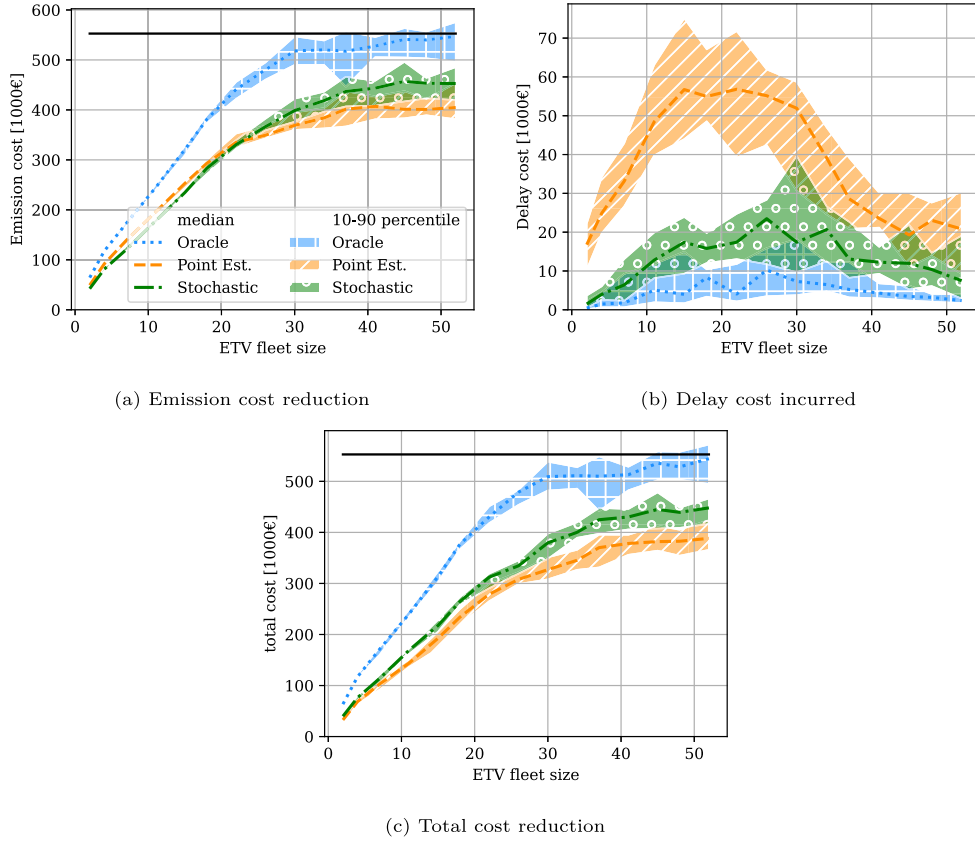 600
500
400
300
200
100
0
Emission cost [1000€]
median
10-90 percentile
Oracle
Oracle
Point Est.
Point Est.
Stochastic
Stochastic
0 10 20 30 40 50
ETV fleet size
(a) Emission cost reduction
70
60
50
40
30
20
10
0
Delay cost [1000€]
0 10 20 30 40 50
ETV fleet size
(b) Delay cost incurred
500
400
300
200
100
0
total cost [1000€]
0 10 20 30 40 50
ETV fleet size
(c) Total cost reduction